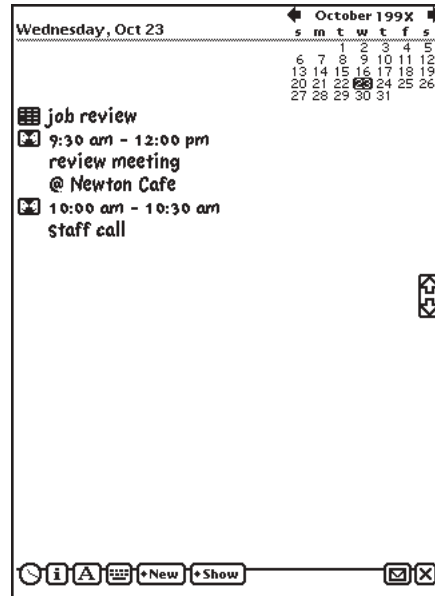 Wednesday, Oct 23
October 199X
s m t w t f s
1 2 3 4 5
6 7 8 9 10 11 12
13 14 15 16 17 18 19
20 21 22 23 24 25 26
27 28 29 30 31
job review
9:30 am - 12:00 pm
review meeting
@ Newton Cafe
10:00 am - 10:30 am
staff call
i A New Show